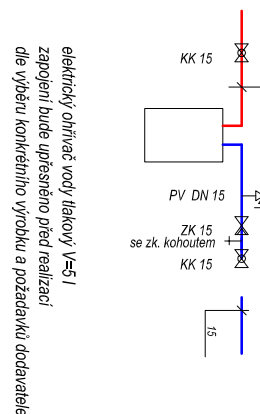 KK 15
PV DN 15
ZK 15
se zk. kohoutem
KK 15
15
elektrický ohřívač vody tlakový V=5 l
zapojení bude upřesněno před realizací
dle výběru konkrétního výrobku a požadavků dodavatele